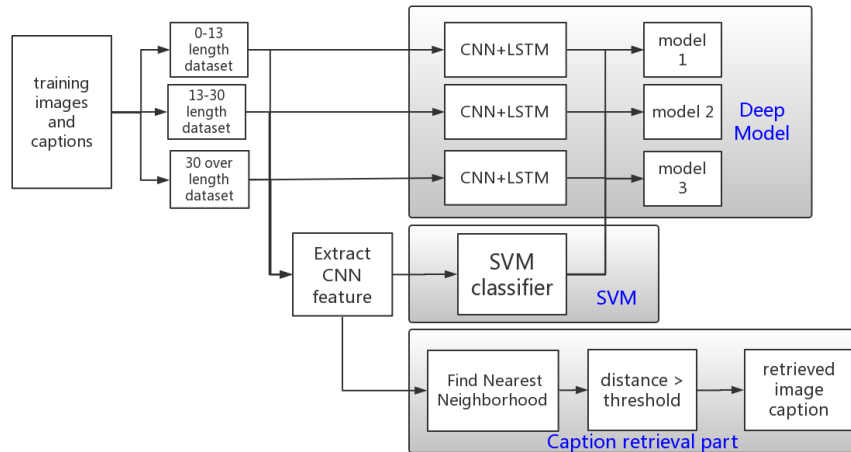 training
images
and
captions
0-13
length
dataset
13-30
length
dataset
30 over
length
dataset
CNN+LSTM
CNN+LSTM
CNN+LSTM
model
1
model 2
model
3
Deep
Model
Extract
CNN
feature
SVM
classifier
SVM
Find Nearest
Neighborhood
distance >
threshold
retrieved
image
caption
Caption retrieval part